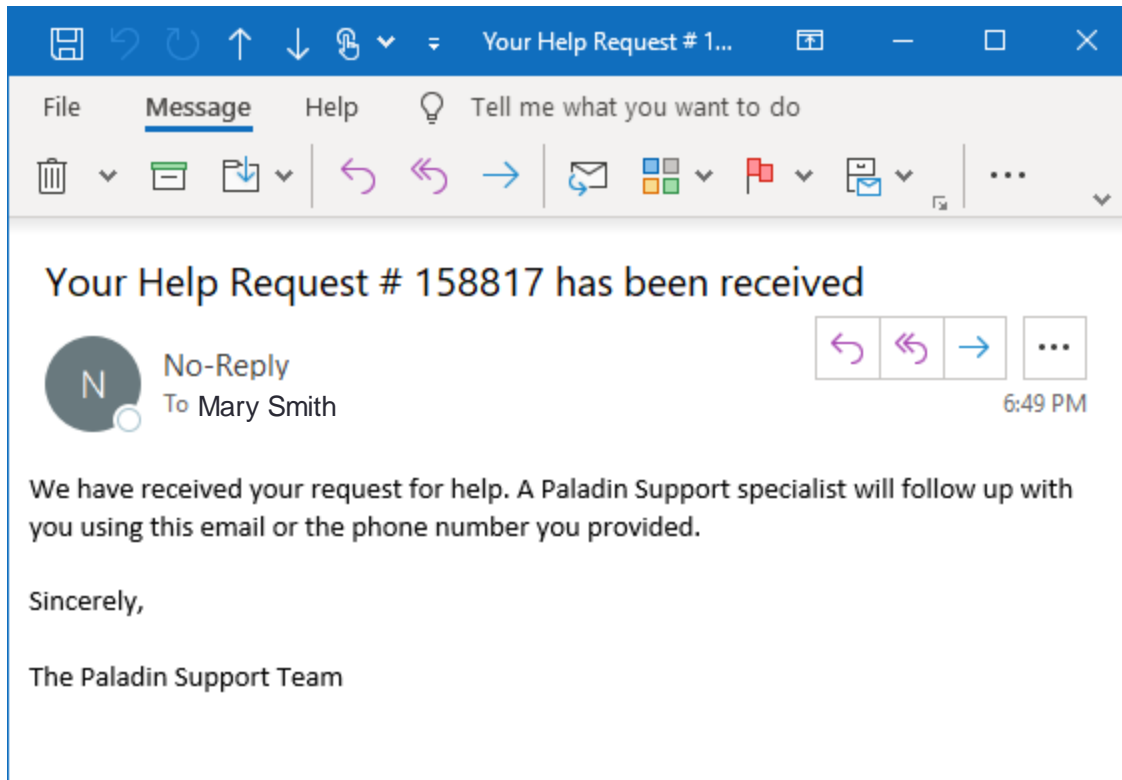 Your Help Request # 1...
File Message Help Tell me what you want to do
Your Help Request # 158817 has been received
N
No-Reply
To Mary Smith
6:49 PM
We have received your request for help. A Paladin Support specialist will follow up with
you using this email or the phone number you provided.
Sincerely,
The Paladin Support Team